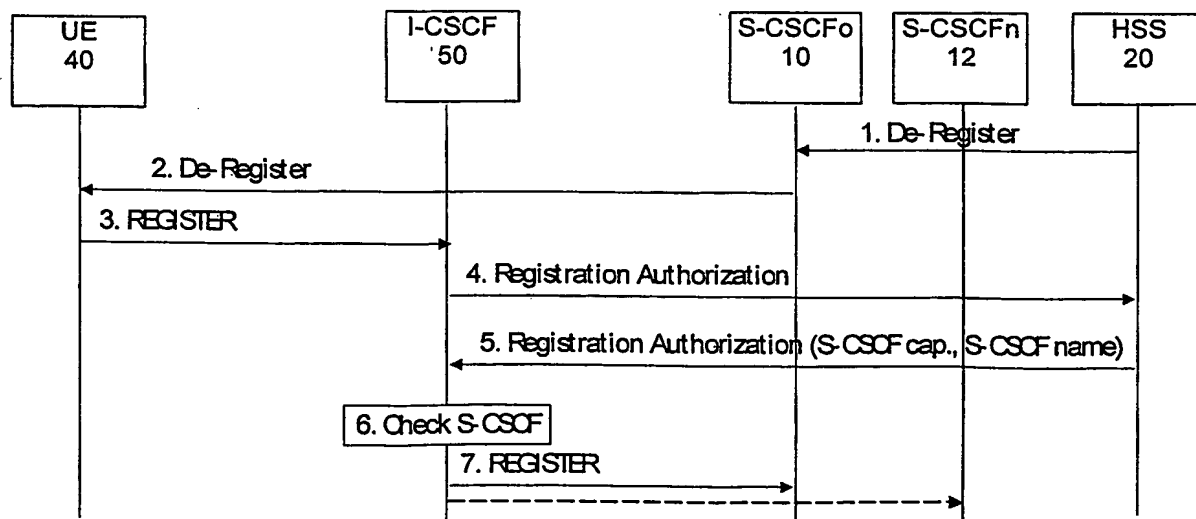 UE
40
I-CSCF
50
S-CSCFo
10
S-CSCFn
12
HSS
20
1. De-Register
2. De-Register
3. REGISTER
4. Registration Authorization
5. Registration Authorization (S-CSCF cap., S-CSCF name)
6. Check S-CSCF
7. REGISTER